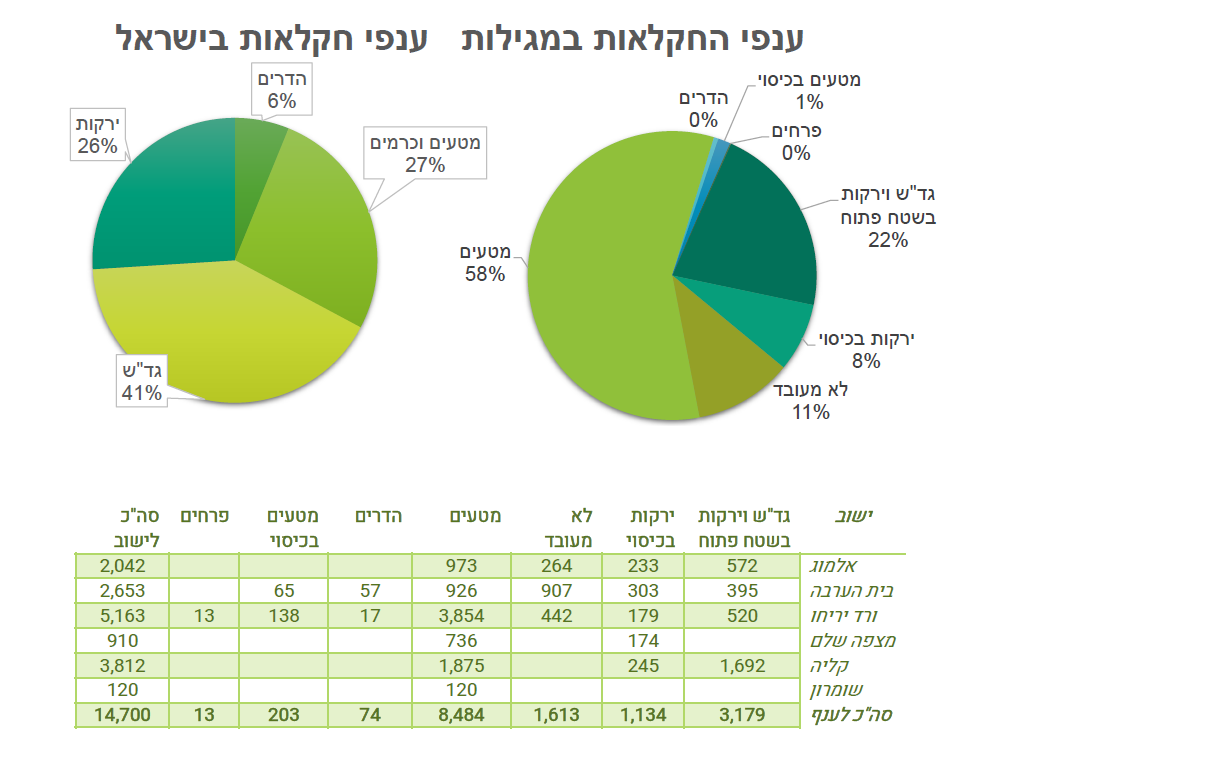 ענפי החקלאות במגילות
ענפי חקלאות בישראל
מטעים בכיסוי
1%
הדרים
0%
פרחים
0%
גד"ש וירקות
בשטח פתוח
22%
מטעים
58%
ירקות בכיסוי
8%
לא מעובד
11%
הדרים
6%
ירקות
26%
מטעים וכרמים
27%
גד"ש
41%
ישוב גד"ש וירקות בשטח פתוח ירקות בכיסוי לא מעובד מטעים הדרים מטעים בכיסוי פרחים סה"כ לישוב
אלמוג 572 233 264 973 2,042
בית הערבה 395 303 907 926 57 65 2,653
ורד יריחו 520 179 442 3,854 17 138 13 5,163
מצפה שלם 174 736 910
קליה 1,692 245 1,875 3,812
שומרון 120 120
סה"כ לענף 3,179 1,134 1,613 8,484 74 203 13 14,700